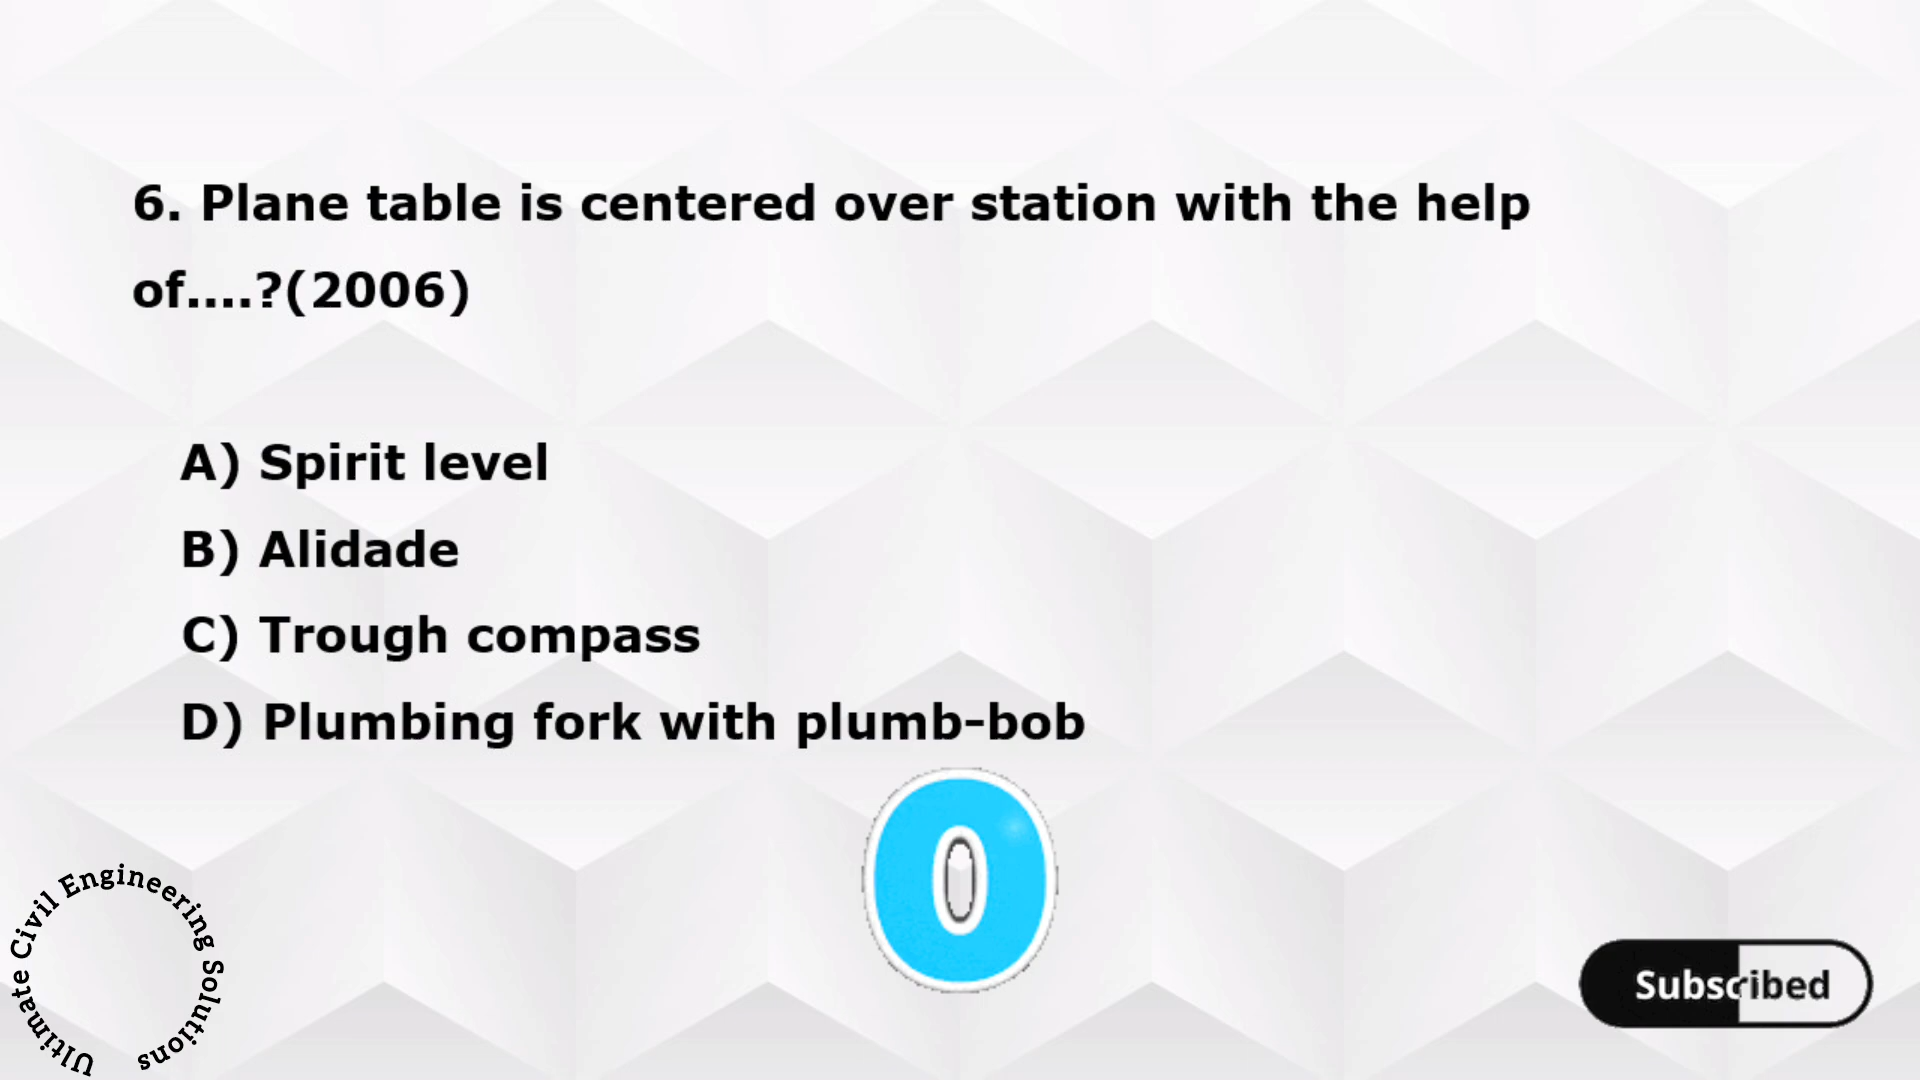 6. Plane table is centered over station with the help
of....?(2006)
A) Spirit level
B) Alidade
C) Trough compass
D) Plumbing fork with plumb-bob
0
Ultimate Civil Engineering Solutions
Subscribed